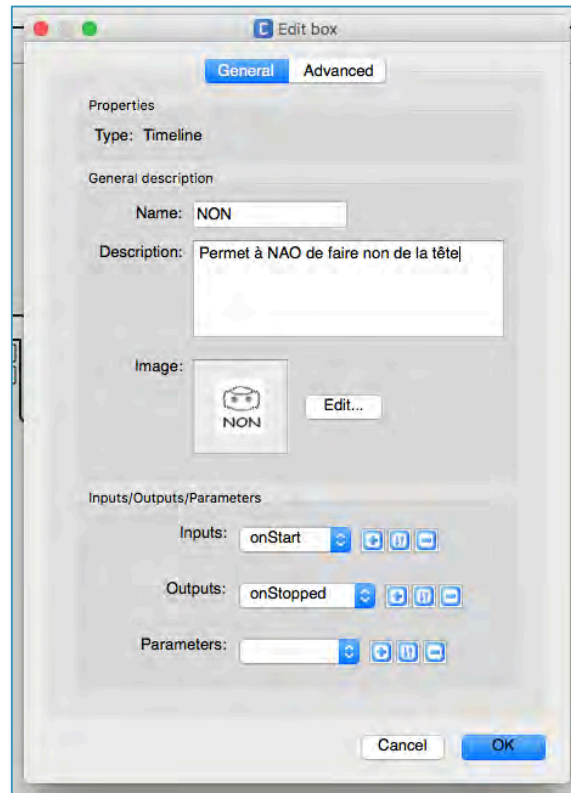 Edit box
General Advanced
Properties
Type: Timeline
General description
Name: NON
Description: Permet à NAO de faire non de la tête
Image:
NON
Edit...
Inputs/Outputs/Parameters
Inputs: onStart
Outputs: onStopped
Parameters:
Cancel OK